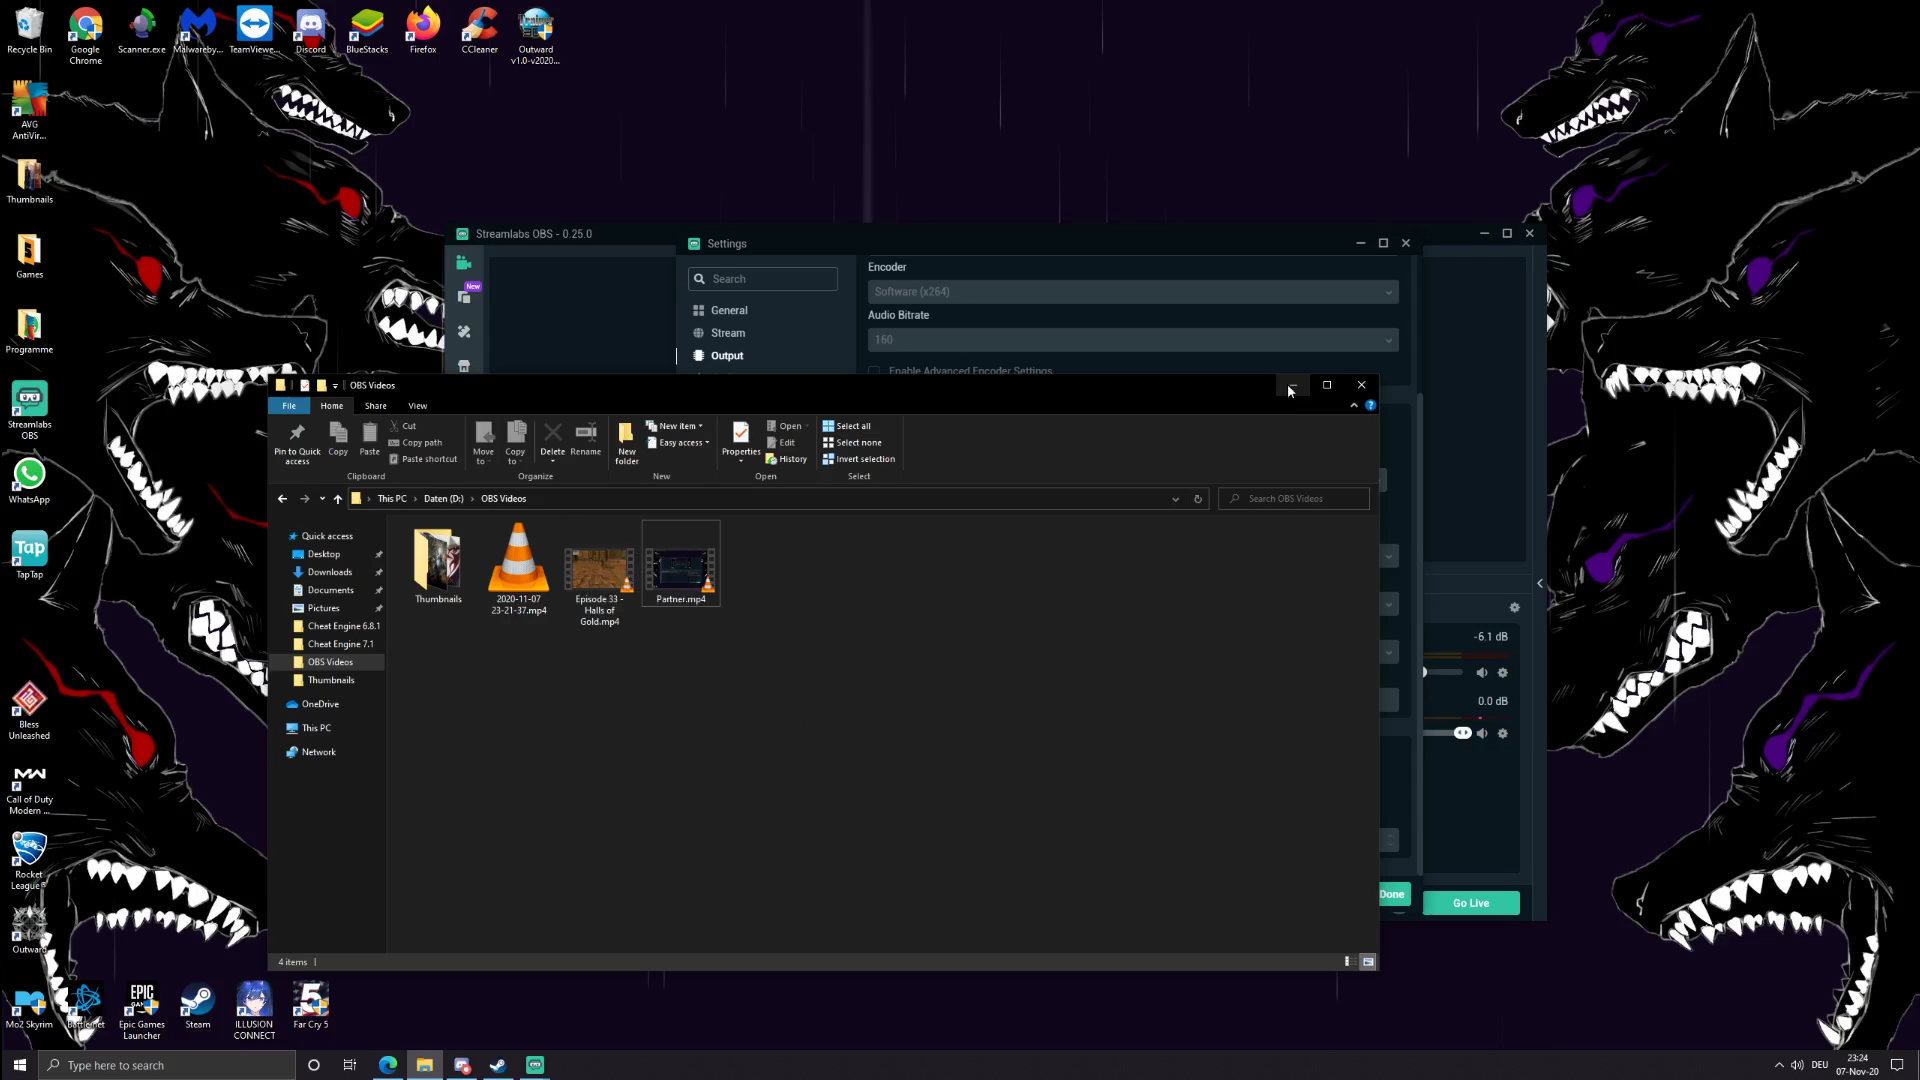 Recycle Bin
Google
Chrome
Scanner.exe
Malwareby...
TeamViewe...
Discord
BlueStacks
Firefox
CCleaner
Outward
v1.0-v2020...
AVG
AntiVir...
Thumbnails
Games
Programme
Streamlabs
OBS
WhatsApp
Tap
TapTap
Bless
Unleashed
Call of Duty
Modern ...
Rocket
League
Outward
Mo2 Skyrim
Battle.net
Epic Games
Launcher
Steam
ILLUSION
CONNECT
Far Cry 5
Streamlabs OBS - 0.25.0
New
Settings
Search
General
Stream
Output
Encoder
Software (x264)
Audio Bitrate
160
Enable Advanced Encoder Settings
-6.1 dB
0.0 dB
Done
Go Live
OBS Videos
File
Home
Share
View
Pin to Quick
access
Copy
Paste
Cut
Copy path
Paste shortcut
Clipboard
Move
to
Copy
to
Delete
Rename
Organize
New
folder
New item
Easy access
New
Properties
Open
Edit
History
Open
Select all
Select none
Invert selection
Select
This PC
Daten (D:)
OBS Videos
Search OBS Videos
Quick access
Desktop
Downloads
Documents
Pictures
Cheat Engine 6.8.1
Cheat Engine 7.1
OBS Videos
Thumbnails
OneDrive
This PC
Network
Thumbnails
2020-11-07
23-21-37.mp4
Episode 33 -
Halls of
Gold.mp4
Partner.mp4
4 items
Type here to search
DEU
23:24
07-Nov-20